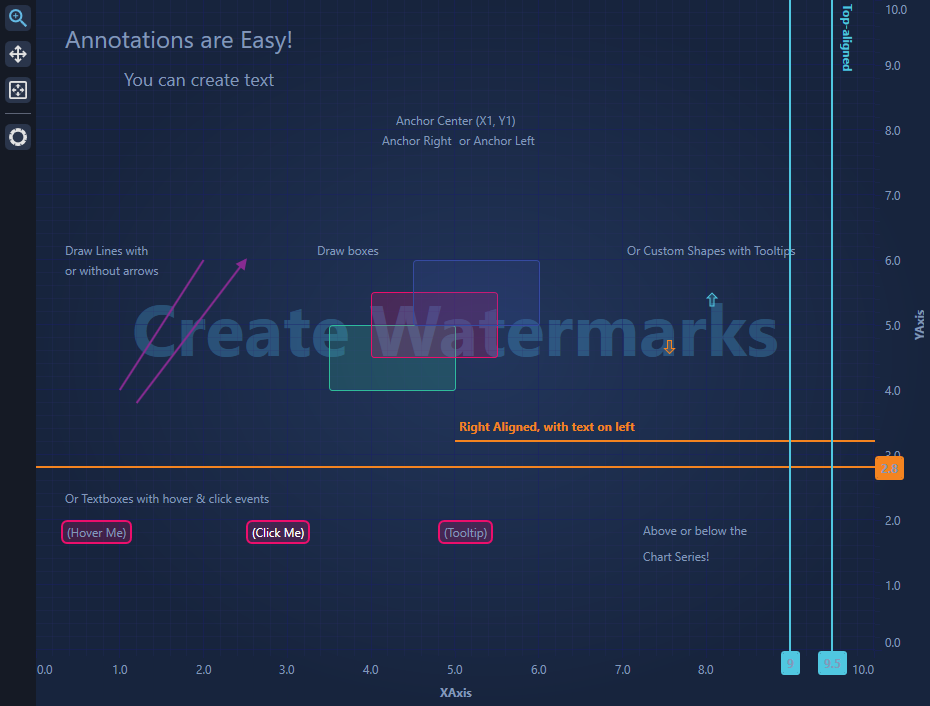 Annotations are Easy!
You can create text
Anchor Center (X1, Y1)
Anchor Right or Anchor Left
Top-aligned
Draw Lines with
or without arrows
Draw boxes
Or Custom Shapes with Tooltips
Create Watermarks
Right Aligned, with text on left
Or Textboxes with hover & click events
(Hover Me)
(Click Me)
(Tooltip)
Above or below the
Chart Series!
10.0
9.0
8.0
7.0
6.0
5.0
4.0
3.0
2.8
2.0
1.0
0.0
YAxis
0.0 1.0 2.0 3.0 4.0 5.0 6.0 7.0 8.0 9 9.5 10.0
XAxis